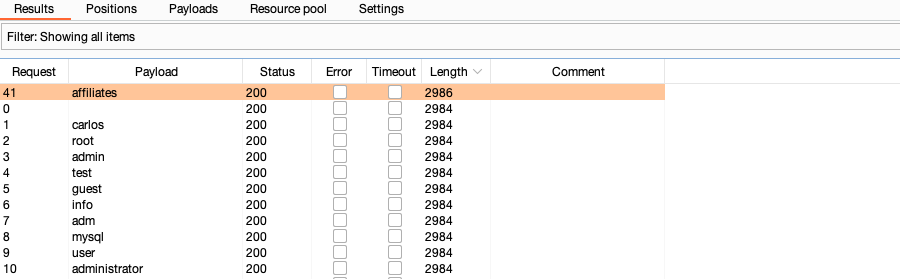 Results Positions Payloads Resource pool Settings
Filter: Showing all items
Request Payload Status Error Timeout Length Comment
41 affiliates 200 2986
0 200 2984
1 carlos 200 2984
2 root 200 2984
3 admin 200 2984
4 test 200 2984
5 guest 200 2984
6 info 200 2984
7 adm 200 2984
8 mysql 200 2984
9 user 200 2984
10 administrator 200 2984